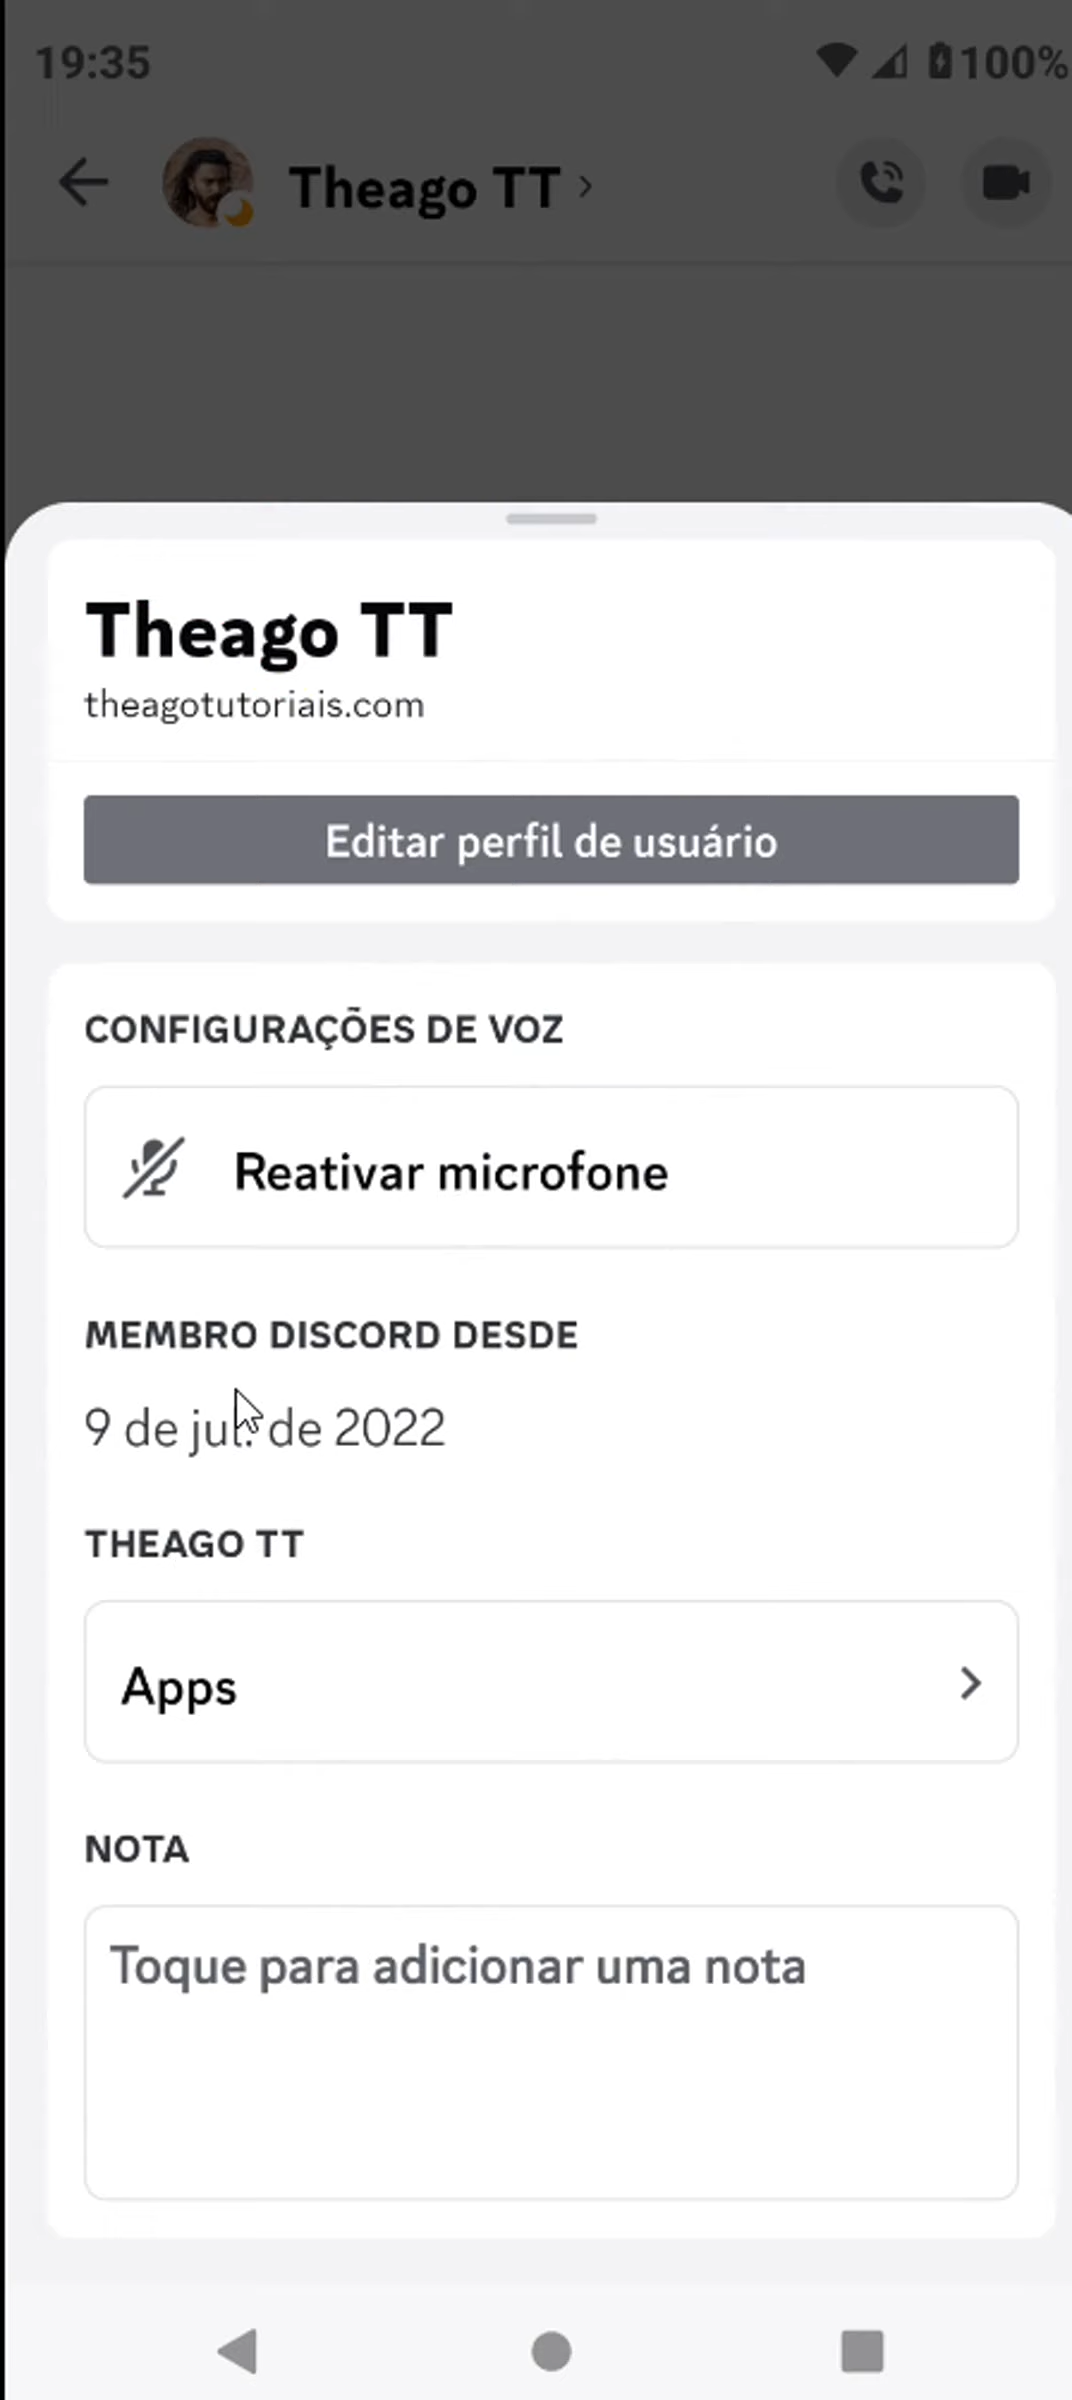 19:35
100%
Theago TT
Theago TT
theagotutoriais.com
Editar perfil de usuário
CONFIGURAÇÕES DE VOZ
Reativar microfone
MEMBRO DISCORD DESDE
9 de jul. de 2022
THEAGO TT
Apps
NOTA
Toque para adicionar uma nota